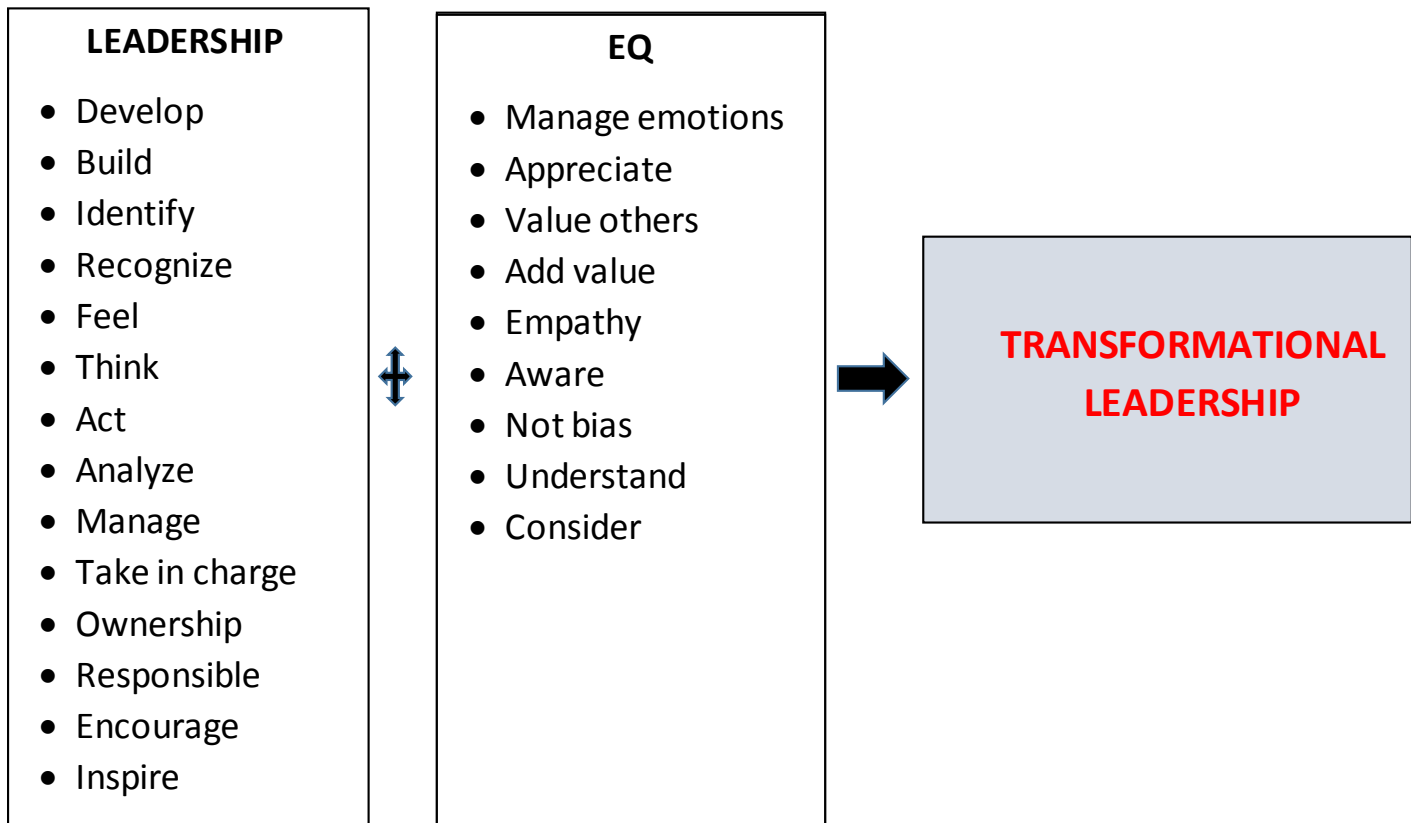 LEADERSHIP
• Develop
• Build
• Identify
• Recognize
• Feel
• Think
• Act
• Analyze
• Manage
• Take in charge
• Ownership
• Responsible
• Encourage
• Inspire
EQ
• Manage emotions
• Appreciate
• Value others
• Add value
• Empathy
• Aware
• Not bias
• Understand
• Consider
TRANSFORMATIONAL
LEADERSHIP